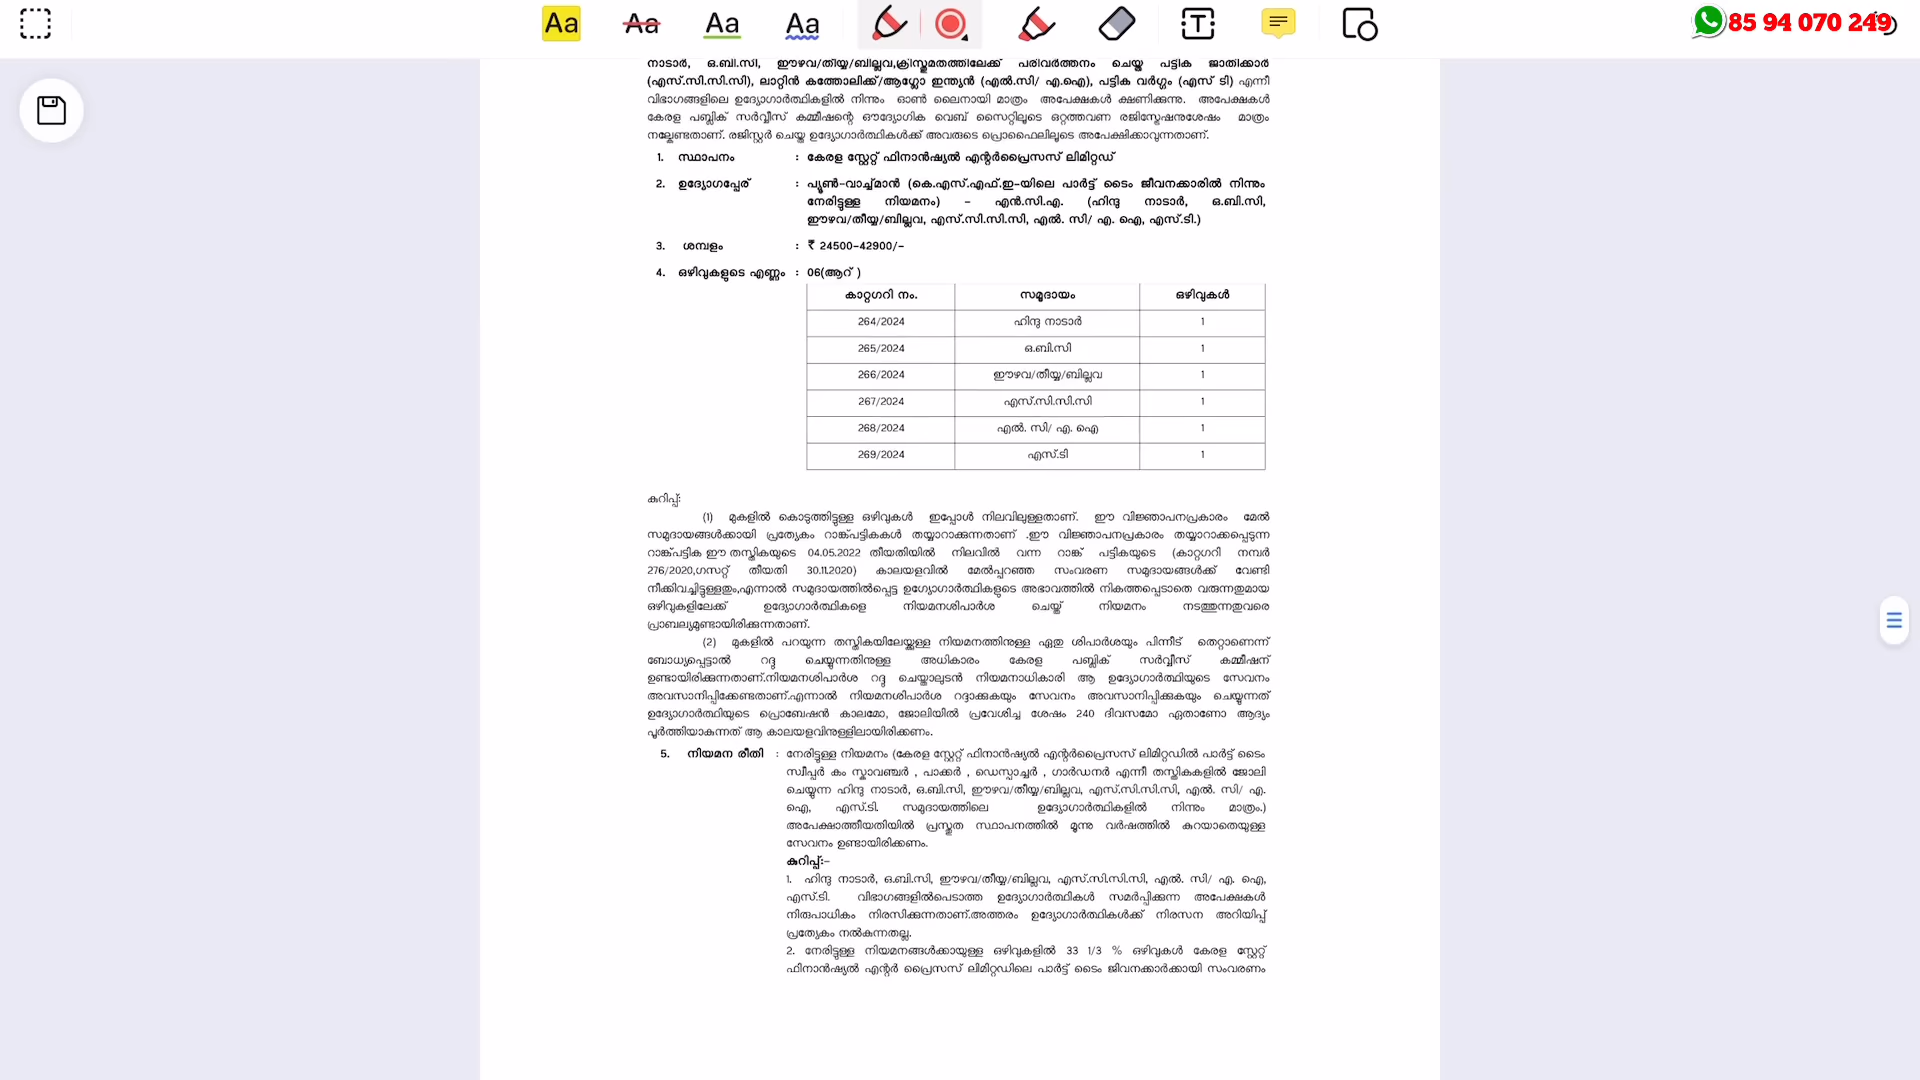 Aa Aa Aa Aa T
85 94 070 249
നാടാർ, ഒ.ബി.സി, ഈഴവ/തീയ്യ/ബില്ലവ,ക്രിസ്തുമതത്തിലേക്ക് പരിവർത്തനം ചെയ്ത പട്ടിക ജാതിക്കാർ
(എസ്.സി.സി.സി), ലാറ്റിൻ കത്തോലിക്ക്/ആഗ്ലോ ഇന്ത്യൻ (എൽ.സി/ എ.ഐ), പട്ടിക വർഗ്ഗം (എസ് ടി) എന്നീ
വിഭാഗങ്ങളിലെ ഉദ്യോഗാർത്ഥികളിൽ നിന്നും ഓൺ ലൈനായി മാത്രം അപേക്ഷകൾ ക്ഷണിക്കുന്നു. അപേക്ഷകൾ
കേരള പബ്ലിക് സർവ്വീസ് കമ്മീഷന്റെ ഔദ്യോഗിക വെബ് സൈറ്റിലൂടെ ഒറ്റത്തവണ രജിസ്ട്രേഷനുശേഷം മാത്രം
നല്കേണ്ടതാണ്. രജിസ്റ്റർ ചെയ്ത ഉദ്യോഗാർത്ഥികൾക്ക് അവരുടെ പ്രൊഫൈലിലൂടെ അപേക്ഷിക്കാവുന്നതാണ്.
1. സ്ഥാപനം : കേരള സ്റ്റേറ്റ് ഫിനാൻഷ്യൽ എന്റർപ്രൈസസ് ലിമിറ്റഡ്
2. ഉദ്യോഗപ്പേര് : പ്യൂൺ-വാച്ച്മാൻ (കെ.എസ്.എഫ്.ഇ-യിലെ പാർട്ട് ടൈം ജീവനക്കാരിൽ നിന്നും
നേരിട്ടുള്ള നിയമനം) - എൻ.സി.എ. (ഹിന്ദു നാടാർ, ഒ.ബി.സി,
ഈഴവ/തീയ്യ/ബില്ലവ, എസ്.സി.സി.സി, എൽ. സി/ എ. ഐ, എസ്.ടി.)
3. ശമ്പളം : ₹ 24500-42900/-
4. ഒഴിവുകളുടെ എണ്ണം : 06(ആറ് )
കാറ്റഗറി നം. സമൂദായം ഒഴിവുകൾ
264/2024 ഹിന്ദു നാടാർ 1
265/2024 ഒ.ബി.സി 1
266/2024 ഈഴവ/തീയ്യ/ബില്ലവ 1
267/2024 എസ്.സി.സി.സി 1
268/2024 എൽ. സി/ എ. ഐ 1
269/2024 എസ്.ടി 1
കുറിപ്പ്:
(1) മുകളിൽ കൊടുത്തിട്ടുള്ള ഒഴിവുകൾ ഇപ്പോൾ നിലവിലുള്ളതാണ്. ഈ വിജ്ഞാപനപ്രകാരം മേൽ
സമുദായങ്ങൾക്കായി പ്രത്യേകം റാങ്ക്പട്ടികകൾ തയ്യാറാക്കുന്നതാണ് .ഈ വിജ്ഞാപനപ്രകാരം തയ്യാറാക്കപ്പെടുന്ന
റാങ്ക്പട്ടിക ഈ തസ്തികയുടെ 04.05.2022 തീയതിയിൽ നിലവിൽ വന്ന റാങ്ക് പട്ടികയുടെ (കാറ്റഗറി നമ്പർ
276/2020,ഗസറ്റ് തീയതി 30.11.2020) കാലയളവിൽ മേൽപ്പറഞ്ഞ സംവരണ സമുദായങ്ങൾക്ക് വേണ്ടി
നീക്കിവച്ചിട്ടുള്ളതും,എന്നാൽ സമുദായത്തിൽപ്പെട്ട ഉഗ്യോഗാർത്ഥികളുടെ അഭാവത്തിൽ നികത്തപ്പെടാതെ വരുന്നതുമായ
ഒഴിവുകളിലേക്ക് ഉദ്യോഗാർത്ഥികളെ നിയമനശിപാർശ ചെയ്ത് നിയമനം നടത്തുന്നതുവരെ
പ്രാബല്യമുണ്ടായിരിക്കുന്നതാണ്.
(2) മുകളിൽ പറയുന്ന തസ്തികയിലേയ്ക്കുള്ള നിയമനത്തിനുള്ള ഏതു ശിപാർശയും പിന്നീട് തെറ്റാണെന്ന്
ബോധ്യപ്പെട്ടാൽ റദ്ദു ചെയ്യുന്നതിനുള്ള അധികാരം കേരള പബ്ലിക് സർവ്വീസ് കമ്മീഷന്
ഉണ്ടായിരിക്കുന്നതാണ്.നിയമനശിപാർശ റദ്ദു ചെയ്താലുടൻ നിയമനാധികാരി ആ ഉദ്യോഗാർത്ഥിയുടെ സേവനം
അവസാനിപ്പിക്കേണ്ടതാണ്.എന്നാൽ നിയമനശിപാർശ റദ്ദാക്കുകയും സേവനം അവസാനിപ്പിക്കുകയും ചെയ്യുന്നത്
ഉദ്യോഗാർത്ഥിയുടെ പ്രൊബേഷൻ കാലമോ, ജോലിയിൽ പ്രവേശിച്ച ശേഷം 240 ദിവസമോ ഏതാണോ ആദ്യം
പൂർത്തിയാകുന്നത് ആ കാലയളവിനുള്ളിലായിരിക്കണം.
5. നിയമന രീതി : നേരിട്ടുള്ള നിയമനം (കേരള സ്റ്റേറ്റ് ഫിനാൻഷ്യൽ എന്റർപ്രൈസസ് ലിമിറ്റഡിൽ പാർട്ട് ടൈം
സ്വീപ്പർ കം സ്കാവഞ്ചർ , പാക്കർ , ഡെസ്പാച്ചർ , ഗാർഡനർ എന്നീ തസ്തികകളിൽ ജോലി
ചെയ്യുന്ന ഹിന്ദു നാടാർ, ഒ.ബി.സി, ഈഴവ/തീയ്യ/ബില്ലവ, എസ്.സി.സി.സി, എൽ. സി/ എ.
ഐ, എസ്.ടി. സമുദായത്തിലെ ഉദ്യോഗാർത്ഥികളിൽ നിന്നും മാത്രം.)
അപേക്ഷാത്തീയതിയിൽ പ്രസ്തുത സ്ഥാപനത്തിൽ മൂന്നു വർഷത്തിൽ കുറയാതെയുള്ള
സേവനം ഉണ്ടായിരിക്കണം.
കുറിപ്പ്:-
1. ഹിന്ദു നാടാർ, ഒ.ബി.സി, ഈഴവ/തീയ്യ/ബില്ലവ, എസ്.സി.സി.സി, എൽ. സി/ എ. ഐ,
എസ്.ടി. വിഭാഗങ്ങളിൽപെടാത്ത ഉദ്യോഗാർത്ഥികൾ സമർപ്പിക്കുന്ന അപേക്ഷകൾ
നിരുപാധികം നിരസിക്കുന്നതാണ്.അത്തരം ഉദ്യോഗാർത്ഥികൾക്ക് നിരസന അറിയിപ്പ്
പ്രത്യേകം നൽകുന്നതല്ല.
2. നേരിട്ടുള്ള നിയമനങ്ങൾക്കായുള്ള ഒഴിവുകളിൽ 33 1/3 % ഒഴിവുകൾ കേരള സ്റ്റേറ്റ്
ഫിനാൻഷ്യൽ എന്റർ പ്രൈസസ് ലിമിറ്റഡിലെ പാർട്ട് ടൈം ജീവനക്കാർക്കായി സംവരണം